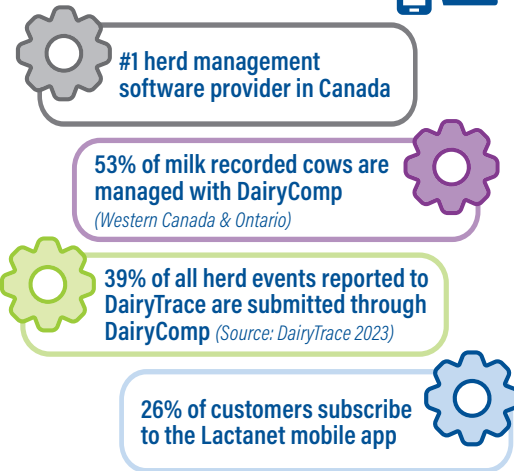 #1 herd management
software provider in Canada
53% of milk recorded cows are
managed with DairyComp
(Western Canada & Ontario)
39% of all herd events reported to
DairyTrace are submitted through
DairyComp (Source: DairyTrace 2023)
26% of customers subscribe
to the Lactanet mobile app